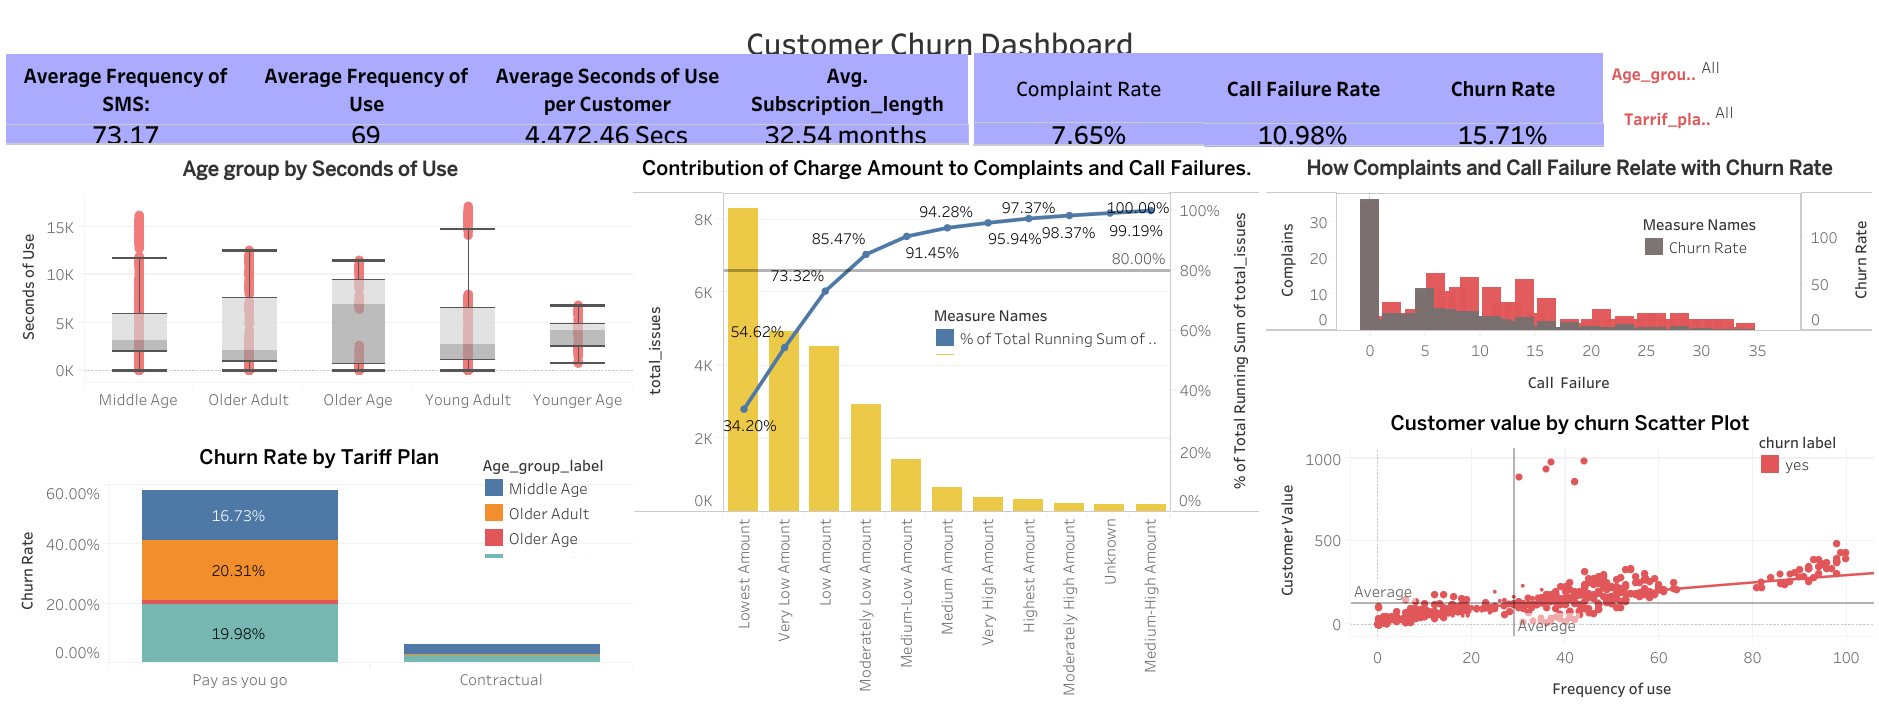 Customer Churn Dashboard
Average Frequency of
SMS:
73.17
Average Frequency of
Use
69
Average Seconds of Use
per Customer
4,472.46 Secs
Avg.
Subscription_length
32.54 months
Complaint Rate
7.65%
Call Failure Rate
10.98%
Churn Rate
15.71%
Age_grou.. All
Tarrif_pla.. All
Age group by Seconds of Use
Seconds of Use
15K
10K
5K
0K
Middle Age
Older Adult
Older Age
Young Adult
Younger Age
Churn Rate by Tariff Plan
Age_group_label
Middle Age
Older Adult
Older Age
Churn Rate
60.00%
40.00%
20.00%
0.00%
16.73%
20.31%
19.98%
Pay as you go
Contractual
Contribution of Charge Amount to Complaints and Call Failures.
total_issues
8K
6K
4K
2K
0K
34.20%
54.62%
73.32%
85.47%
91.45%
94.28%
95.94%
97.37%
98.37%
99.19%
100.00%
80.00%
Measure Names
% of Total Running Sum of ..
100%
80%
60%
40%
20%
0%
% of Total Running Sum of total_issues
Lowest Amount
Very Low Amount
Low Amount
Moderately Low Amount
Medium-Low Amount
Medium Amount
Very High Amount
Highest Amount
Moderately High Amount
Unknown
Medium-High Amount
How Complaints and Call Failure Relate with Churn Rate
Complains
30
20
10
0
Measure Names
Churn Rate
100
50
0
Churn Rate
0
5
10
15
20
25
30
35
Call Failure
Customer value by churn Scatter Plot
churn label
yes
Customer Value
1000
500
0
Average
Average
0
20
40
60
80
100
Frequency of use